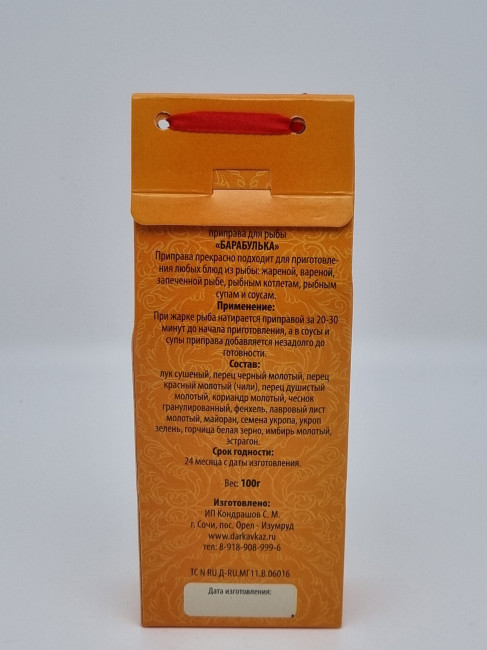 приправа для рыбы
«БАРАБУЛЬКА»
Приправа прекрасно подходит для приготовле-
ния любых блюд из рыбы: жареной, вареной,
запеченной рыбе, рыбным котлетам, рыбным
супам и соусам.
Применение:
При жарке рыба натирается приправой за 20-30
минут до начала приготовления, а в соусы и
супы приправа добавляется незадолго до
готовности.
Состав:
лук сушеный, перец черный молотый, перец
красный молотый (чили), перец душистый
молотый, кориандр молотый, чеснок
гранулированный, фенхель, лавровый лист
молотый, майоран, семена укропа, укроп
зелень, горчица белая зерно, имбирь молотый,
эстрагон.
Срок годности:
24 месяца с даты изготовления.
Вес: 100г
Изготовлено:
ИП Кондрашов С. М.
г. Сочи, пос. Орел - Изумруд
www.darkavkaz.ru
тел: 8-918-908-999-6
ТС N RU Д-RU.МГ11.В.06016
Дата изготовления: